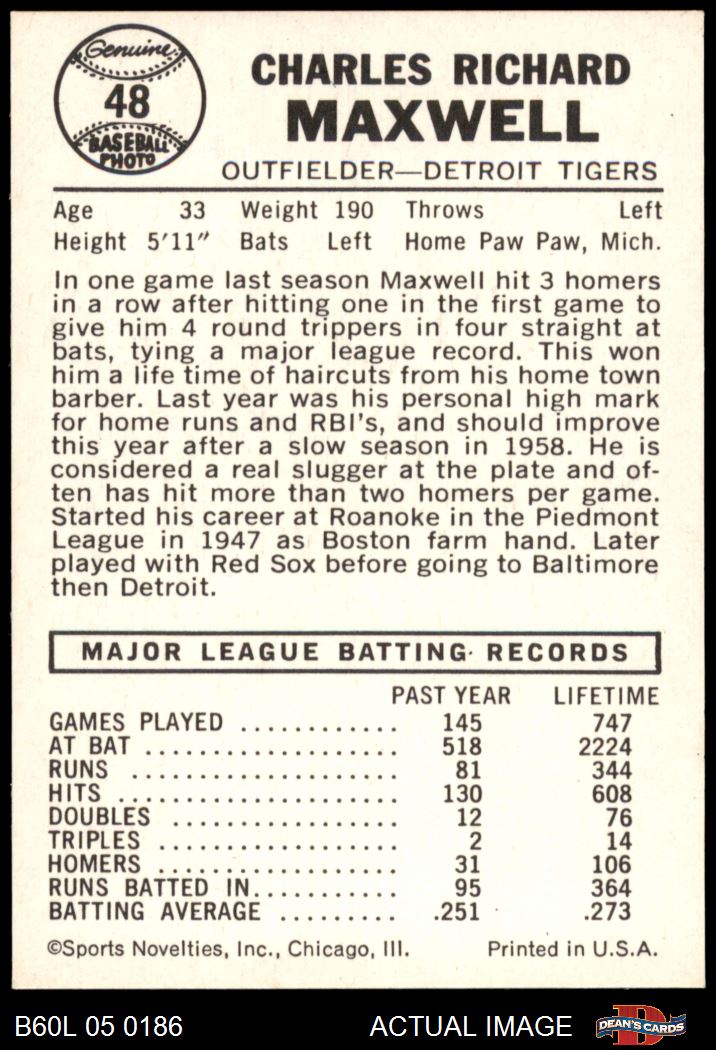 Genuine
48
BASEBALL
PHOTO
CHARLES RICHARD
MAXWELL
OUTFIELDER—DETROIT TIGERS
Age 33 Weight 190 Throws Left
Height 5'11" Bats Left Home Paw Paw, Mich.
In one game last season Maxwell hit 3 homers
in a row after hitting one in the first game to
give him 4 round trippers in four straight at
bats, tying a major league record. This won
him a life time of haircuts from his home town
barber. Last year was his personal high mark
for home runs and RBI's, and should improve
this year after a slow season in 1958. He is
considered a real slugger at the plate and of-
ten has hit more than two homers per game.
Started his career at Roanoke in the Piedmont
League in 1947 as Boston farm hand. Later
played with Red Sox before going to Baltimore
then Detroit.
MAJOR LEAGUE BATTING RECORDS
PAST YEAR LIFETIME
GAMES PLAYED ............ 145 747
AT BAT .................. 518 2224
RUNS ................... 81 344
HITS .................... 130 608
DOUBLES ................ 12 76
TRIPLES ................. 2 14
HOMERS ................. 31 106
RUNS BATTED IN.......... 95 364
BATTING AVERAGE ......... .251 .273
©Sports Novelties, Inc., Chicago, Ill. Printed in U.S.A.
B60L 05 0186 ACTUAL IMAGE DEAN'S CARDS